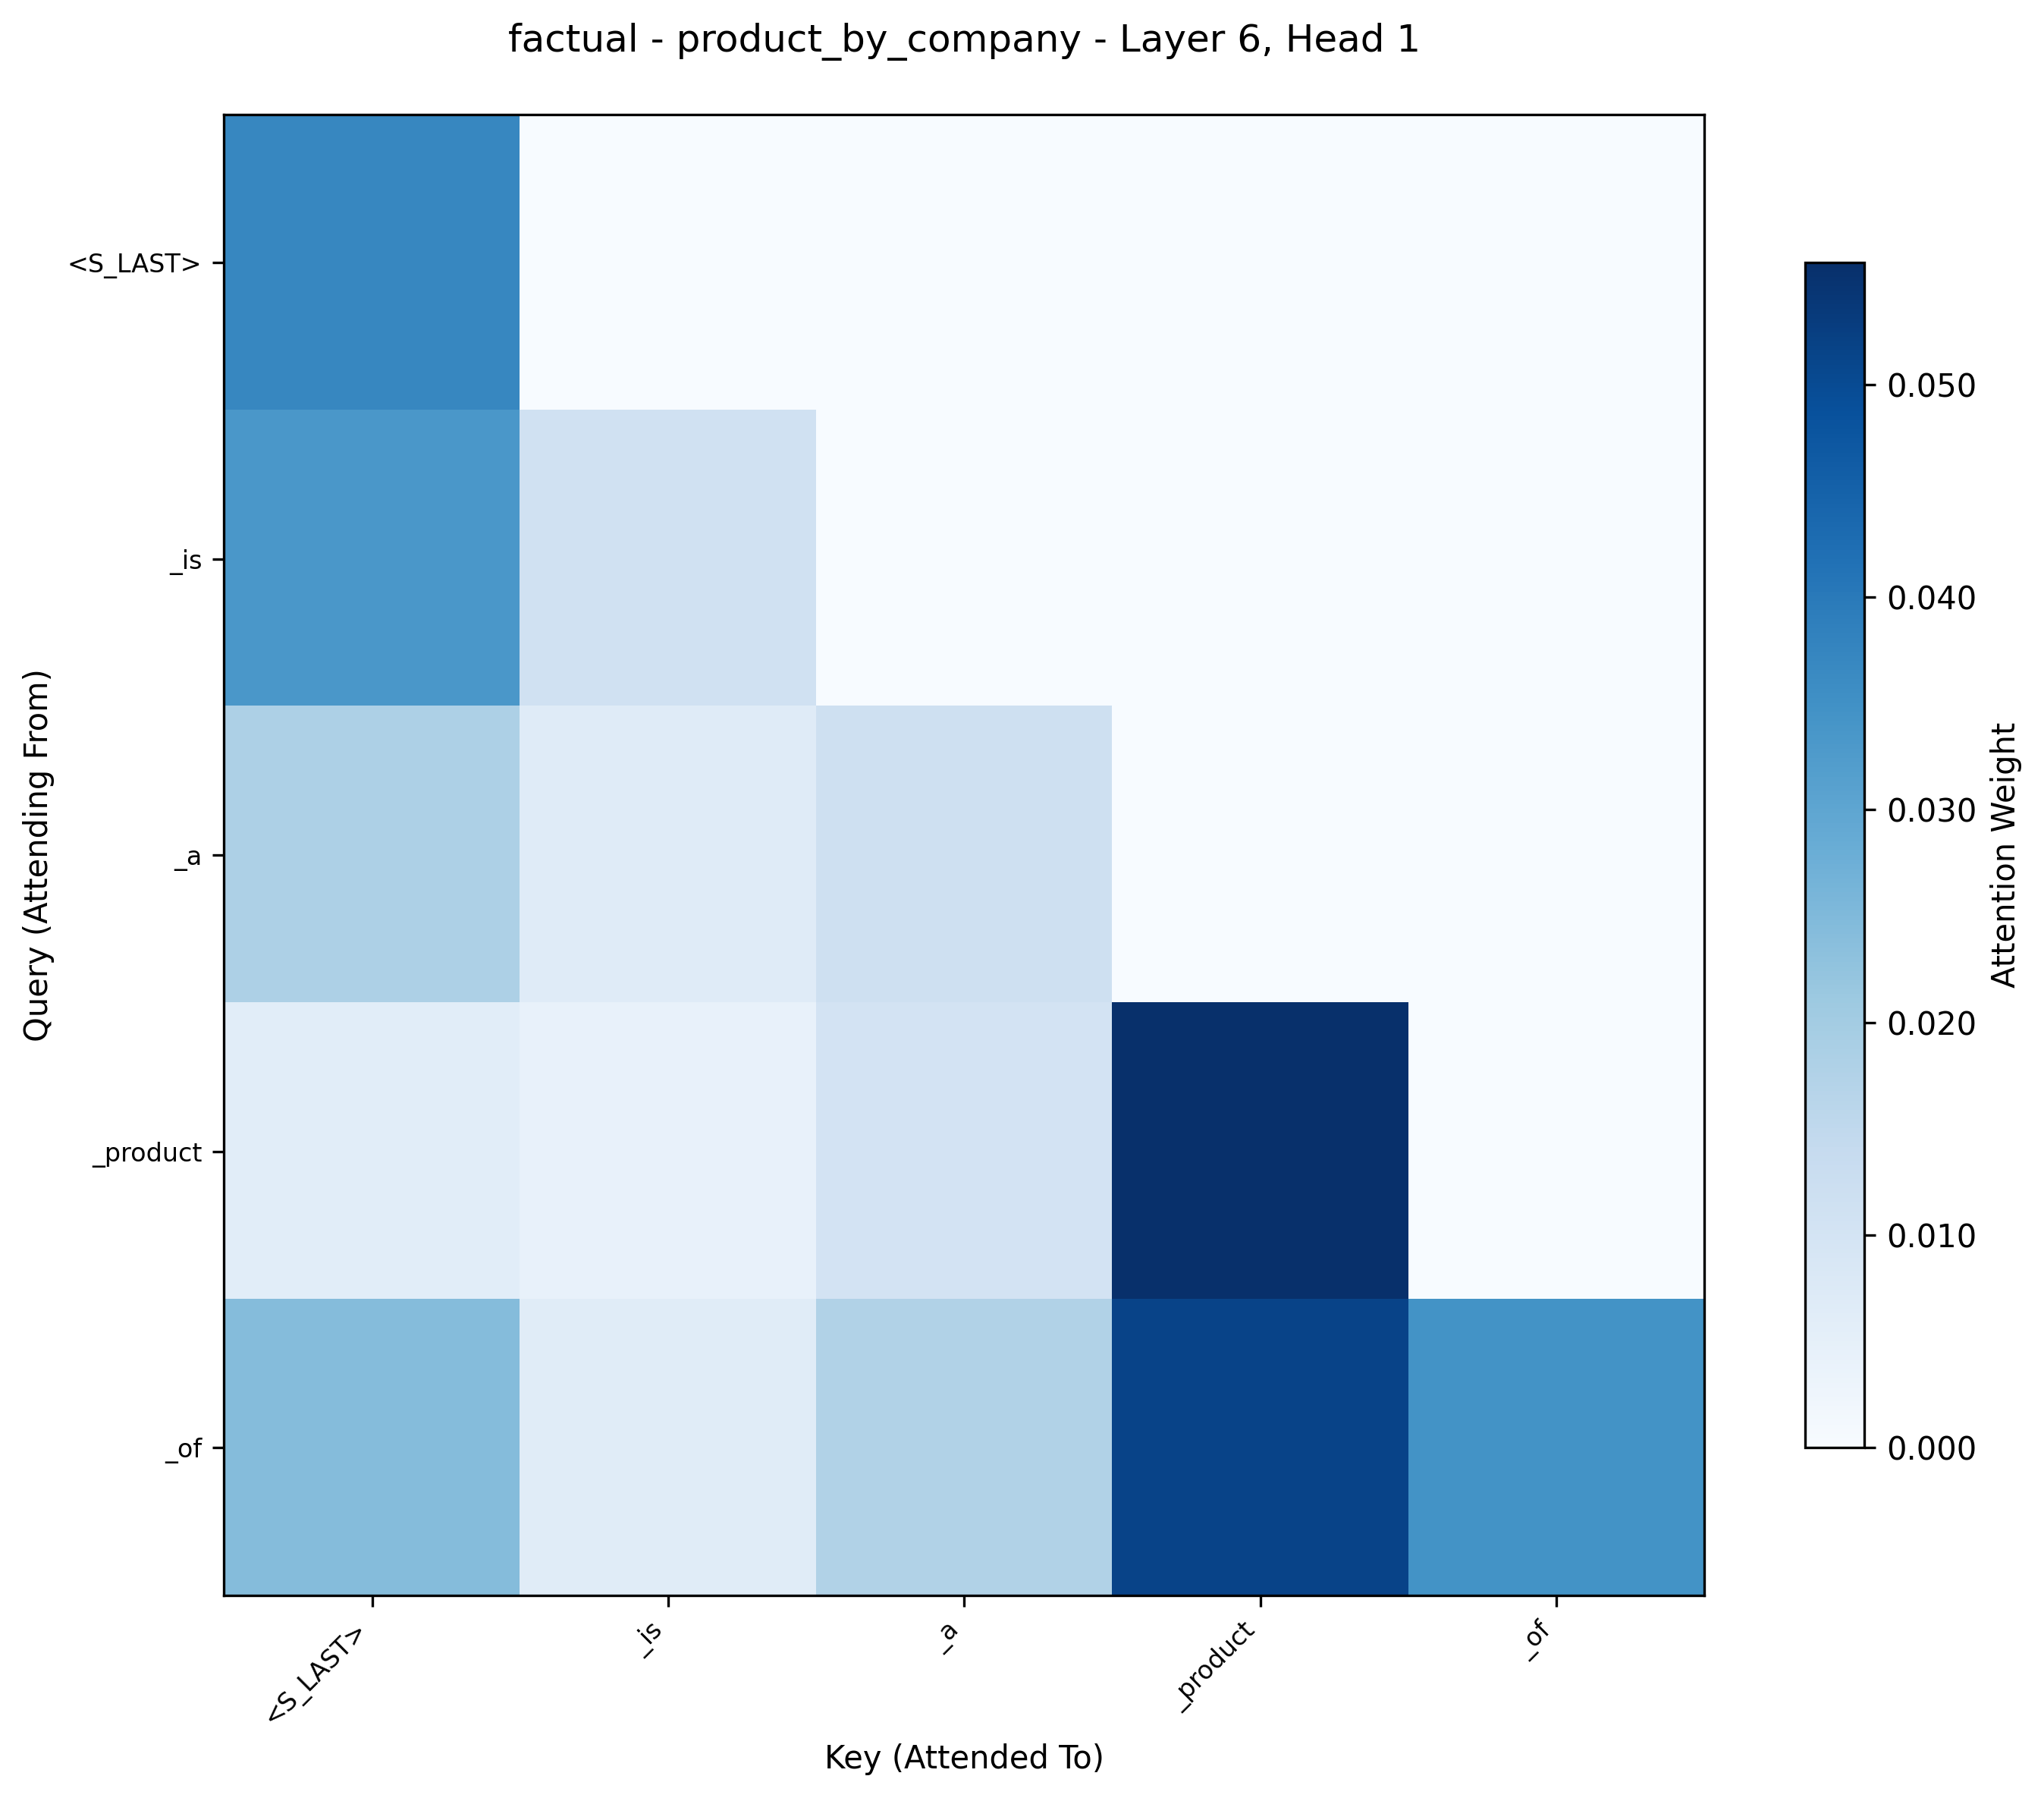 factual - product_by_company - Layer 6, Head 1
Query (Attending From)
<S_LAST>
_is
_a
_product
_of
<S_LAST>
_is
_a
_product
_of
Key (Attended To)
0.050
0.040
0.030
0.020
0.010
0.000
Attention Weight